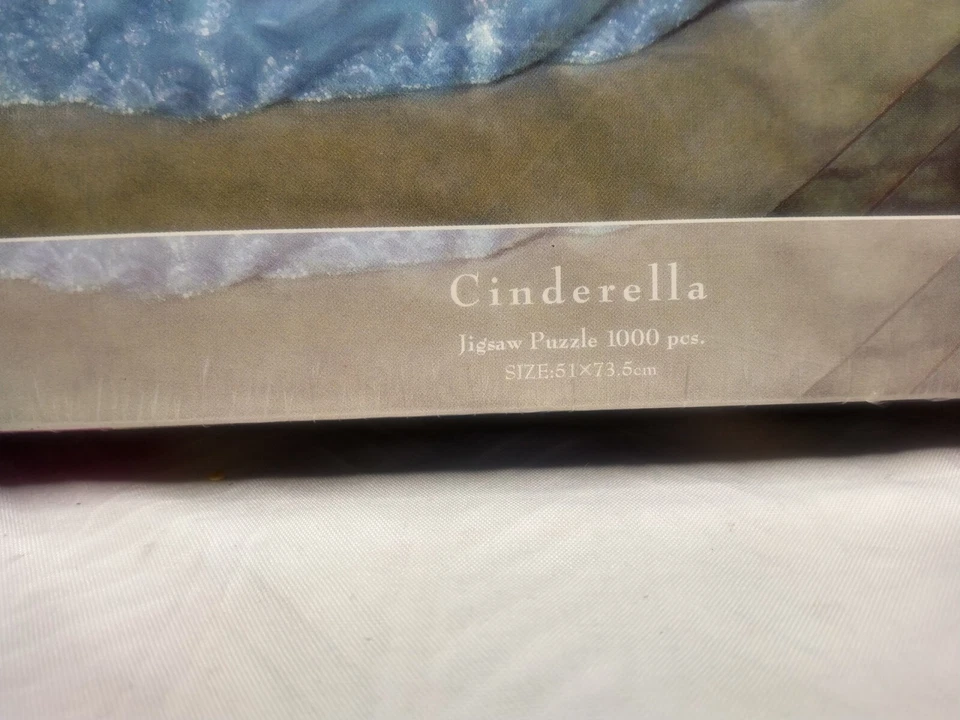 Cinderella
Jigsaw Puzzle 1000 pcs.
SIZE:51×73.5cm